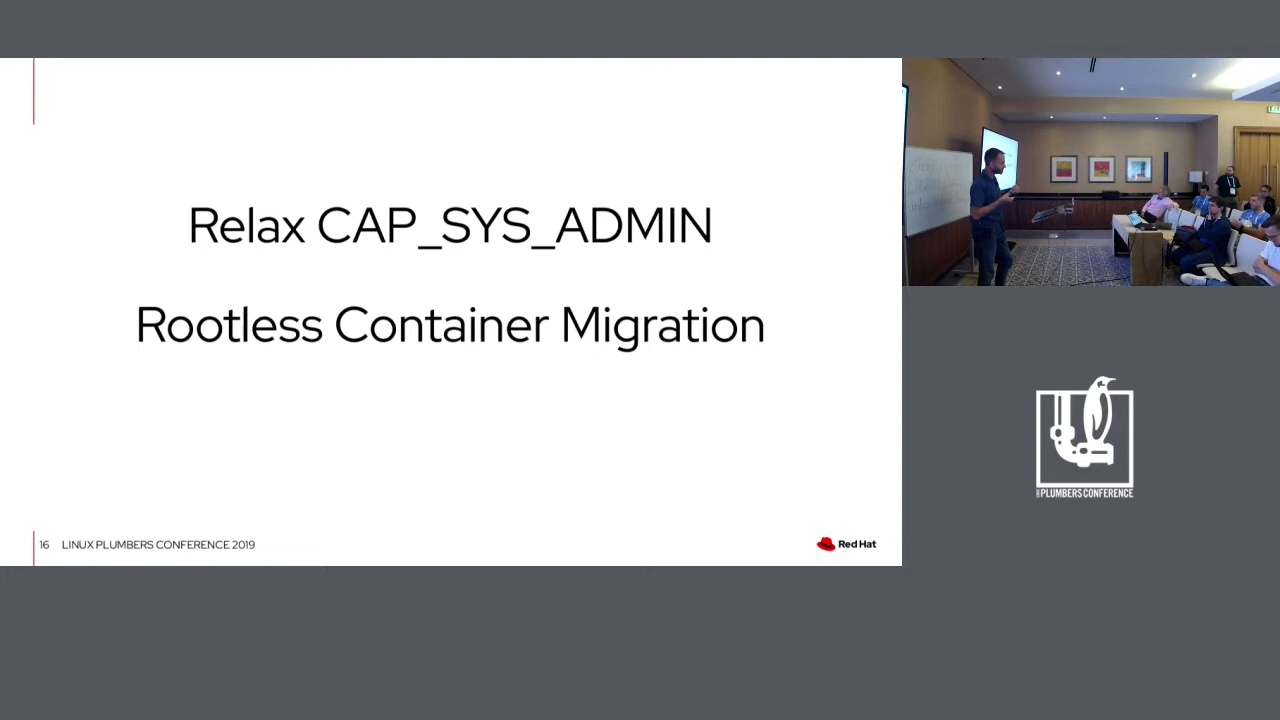 Relax CAP_SYS_ADMIN
Rootless Container Migration
16 LINUX PLUMBERS CONFERENCE 2019
Red Hat
PLUMBERS CONFERENCE